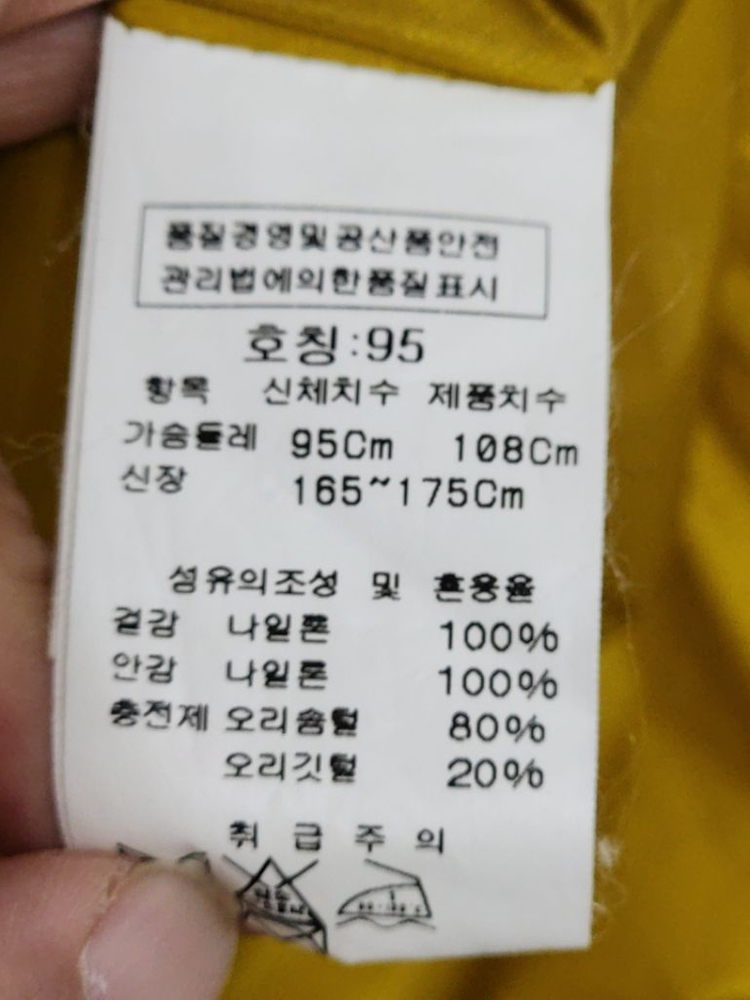 품질경영및공산품안전
관리법에의한품질표시
호칭:95
항목 신체치수 제품치수
가슴둘레 95Cm 108Cm
신장 165~175Cm
섬유의조성 및 혼용율
겉감 나일론 100%
안감 나일론 100%
충전제 오리솜털 80%
오리깃털 20%
취 급 주 의